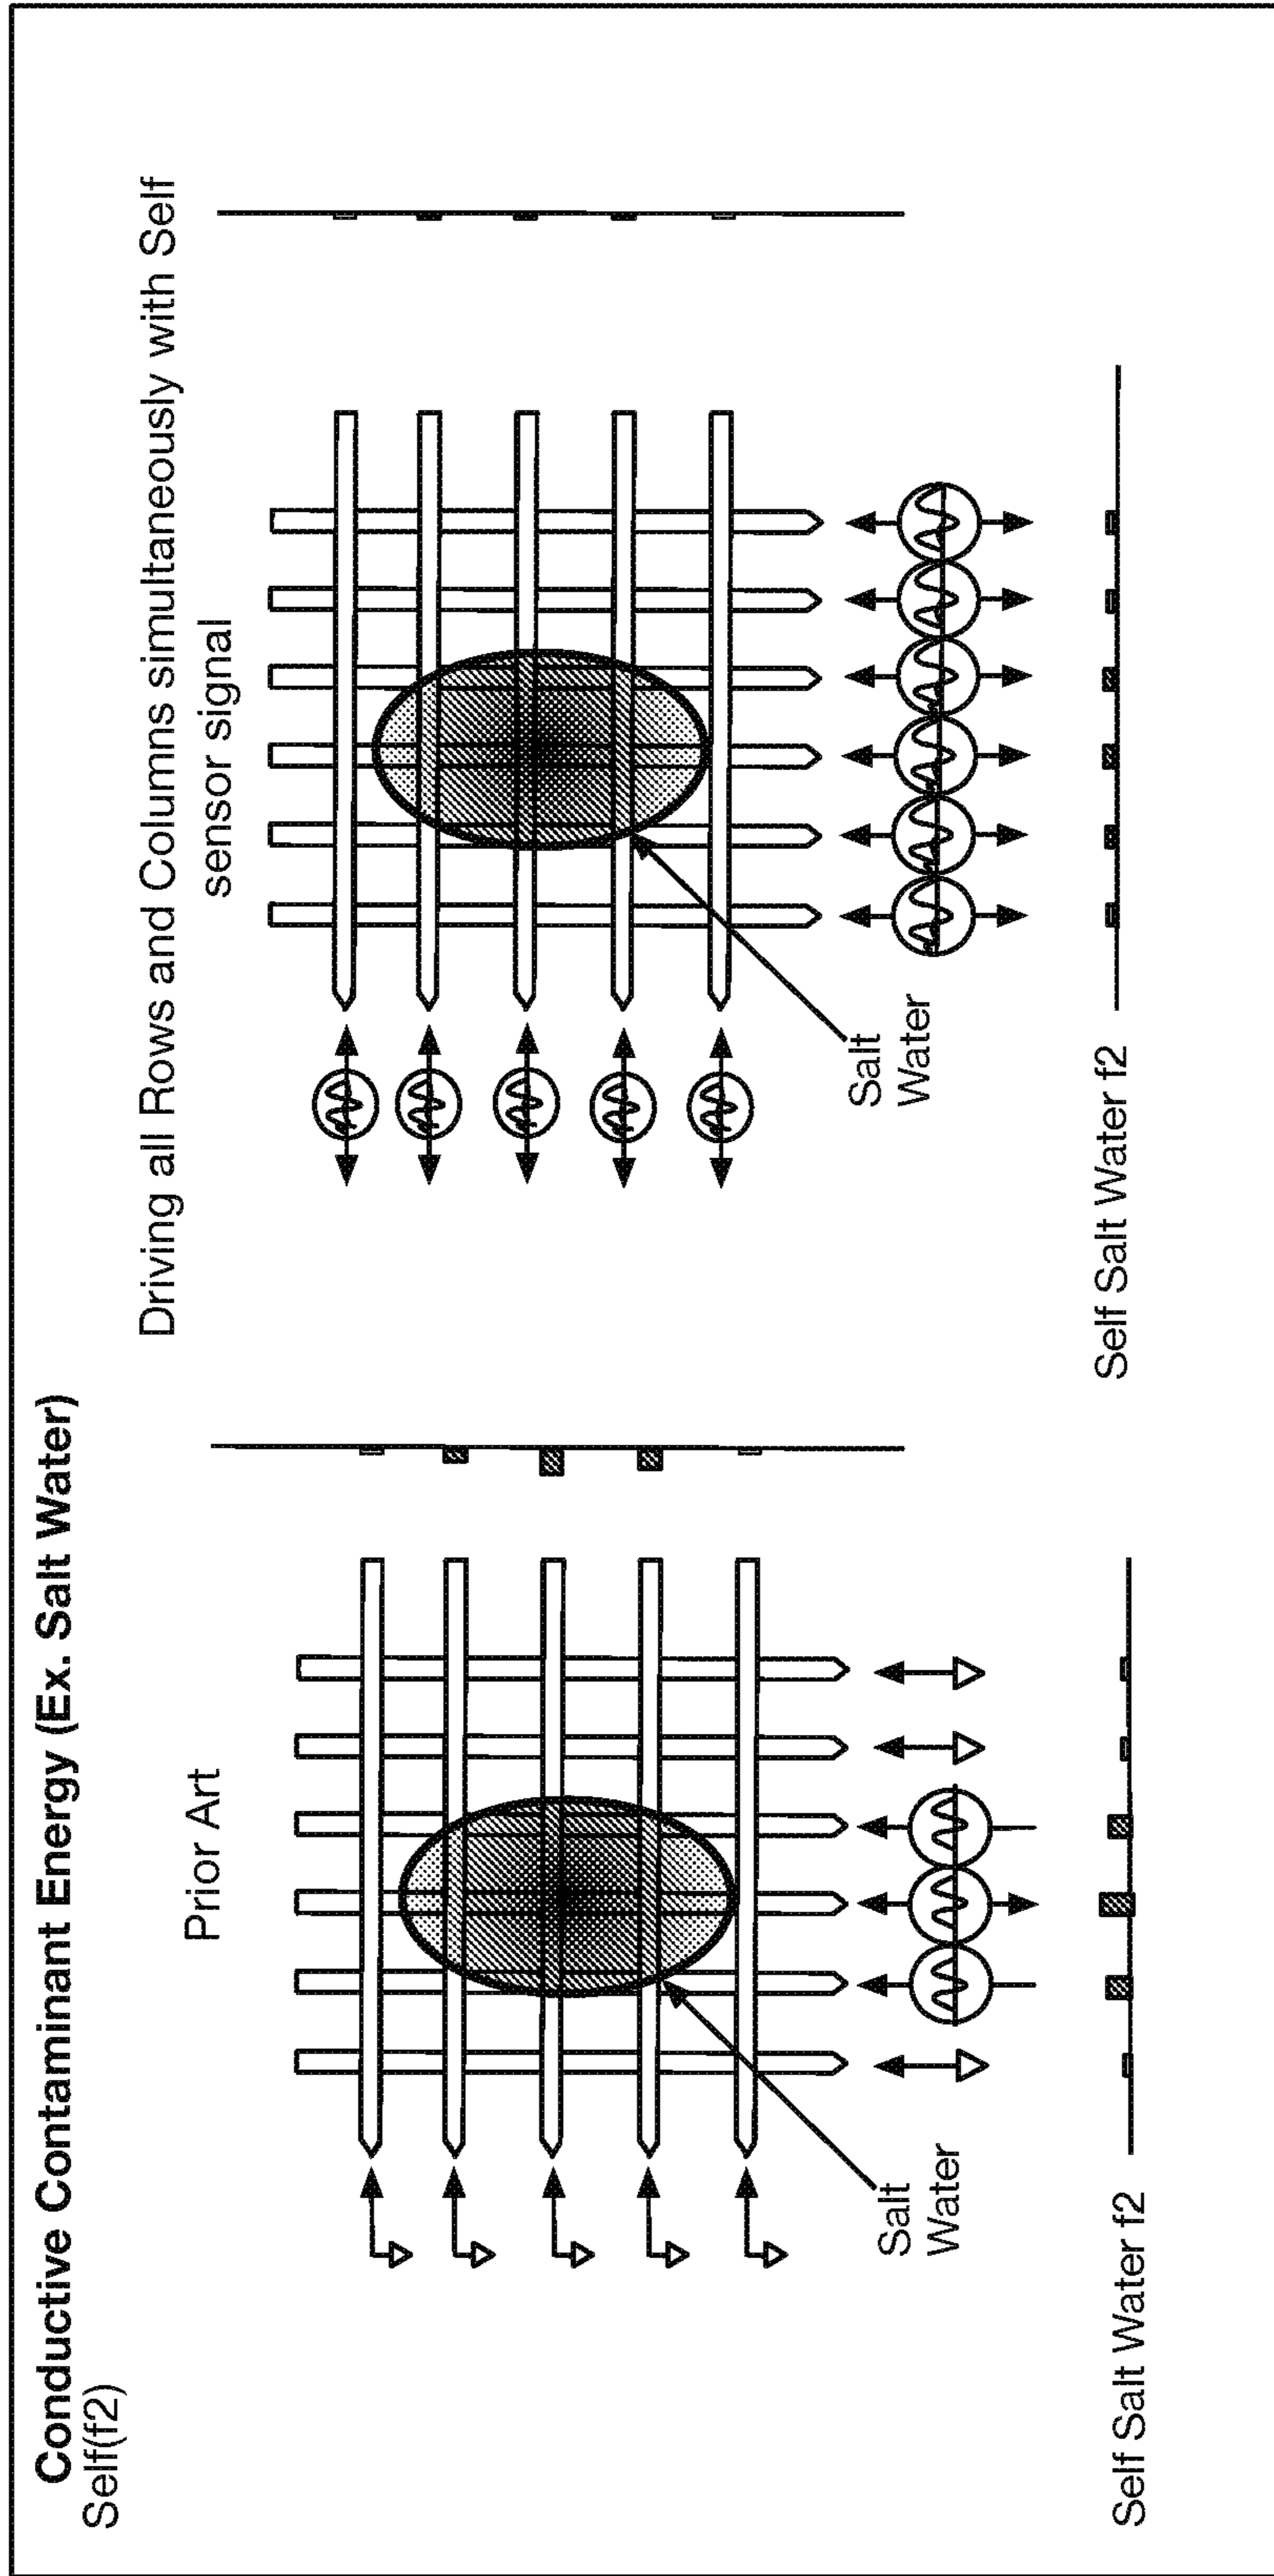 Conductive Contaminant Energy (Ex. Salt Water)
Self(f2)
Prior Art
Salt
Water
Self Salt Water f2
Driving all Rows and Columns simultaneously with Self
sensor signal
Salt
Water
Self Salt Water f2